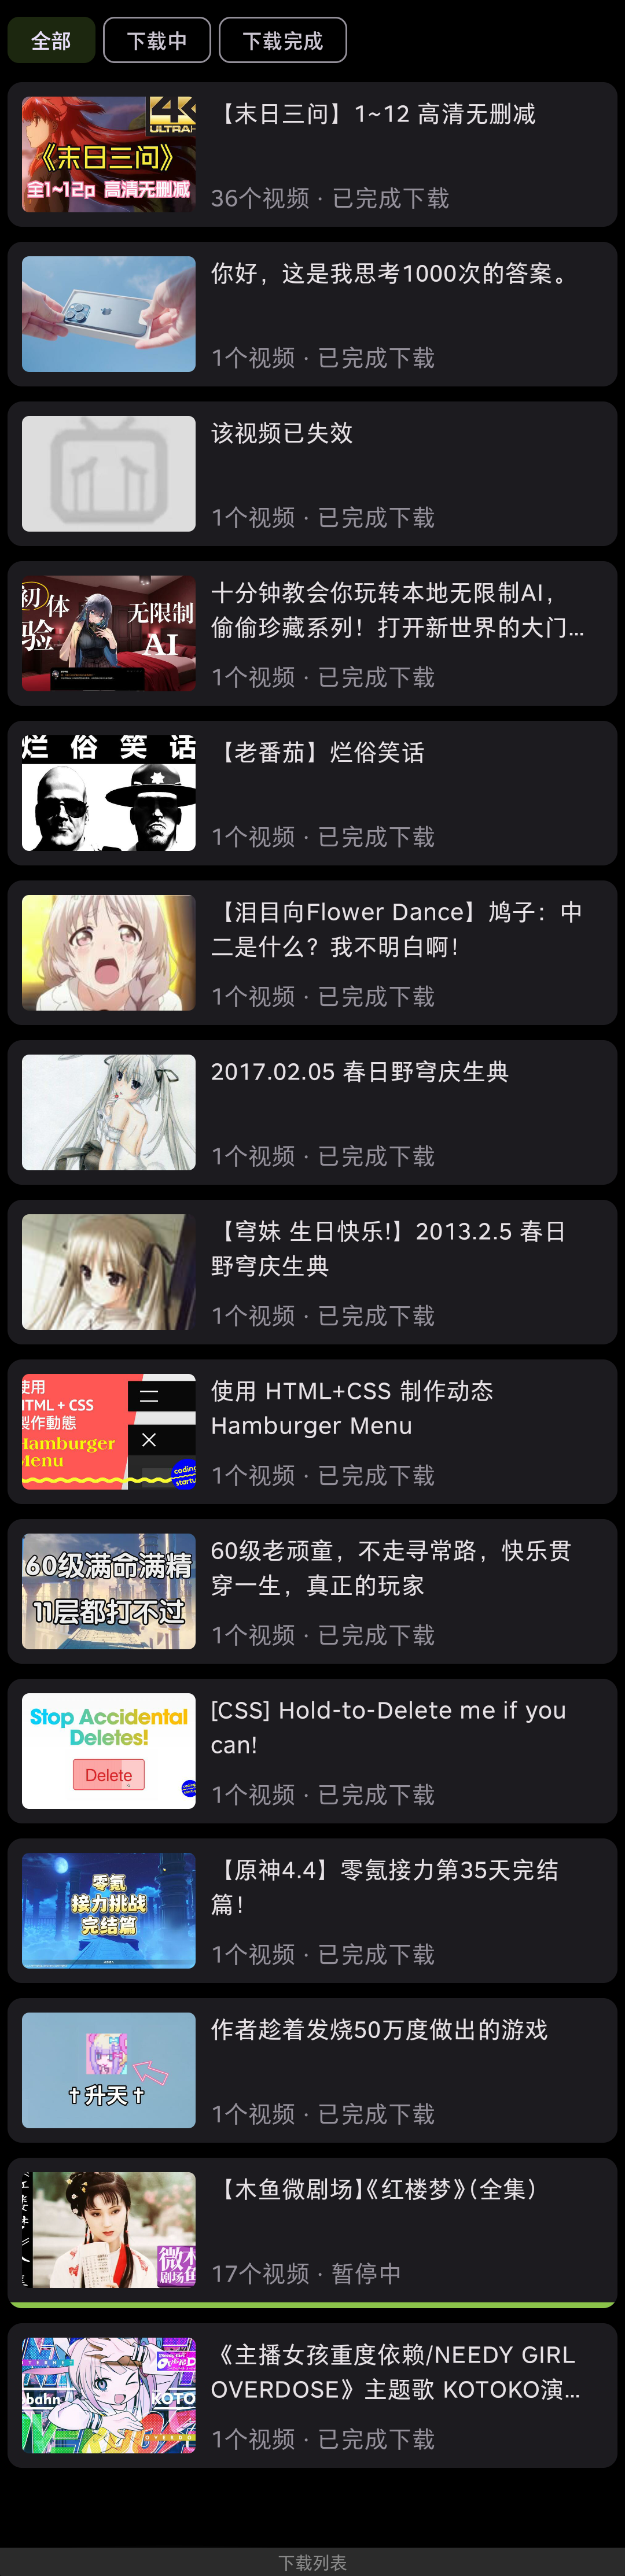 全部
下载中
下载完成
4K
ULTRAH
《末日三问》
全1~12p 高清无删减
【末日三问】1~12 高清无删减
36个视频 · 已完成下载
你好，这是我思考1000次的答案。
1个视频 · 已完成下载
该视频已失效
1个视频 · 已完成下载
初体验
无限制
AI
十分钟教会你玩转本地无限制AI，
偷偷珍藏系列！打开新世界的大门...
1个视频 · 已完成下载
烂俗笑话
【老番茄】烂俗笑话
1个视频 · 已完成下载
【泪目向Flower Dance】鸠子：中
二是什么？我不明白啊！
1个视频 · 已完成下载
2017.02.05 春日野穹庆生典
1个视频 · 已完成下载
【穹妹 生日快乐!】2013.2.5 春日
野穹庆生典
1个视频 · 已完成下载
使用
HTML + CSS
製作動態
Hamburger
Menu
coding
startu
使用 HTML+CSS 制作动态
Hamburger Menu
1个视频 · 已完成下载
60级满命满精
11层都打不过
60级老顽童，不走寻常路，快乐贯
穿一生，真正的玩家
1个视频 · 已完成下载
Stop Accidental
Deletes!
Delete
[CSS] Hold-to-Delete me if you
can!
1个视频 · 已完成下载
零氪
接力挑战
完结篇
【原神4.4】零氪接力第35天完结
篇！
1个视频 · 已完成下载
†升天†
作者趁着发烧50万度做出的游戏
1个视频 · 已完成下载
微木
剧场鱼
【木鱼微剧场】《红楼梦》（全集）
17个视频 · 暂停中
bahn
KOTO
OVERDO
《主播女孩重度依赖/NEEDY GIRL
OVERDOSE》主题歌 KOTOKO演...
1个视频 · 已完成下载
下载列表